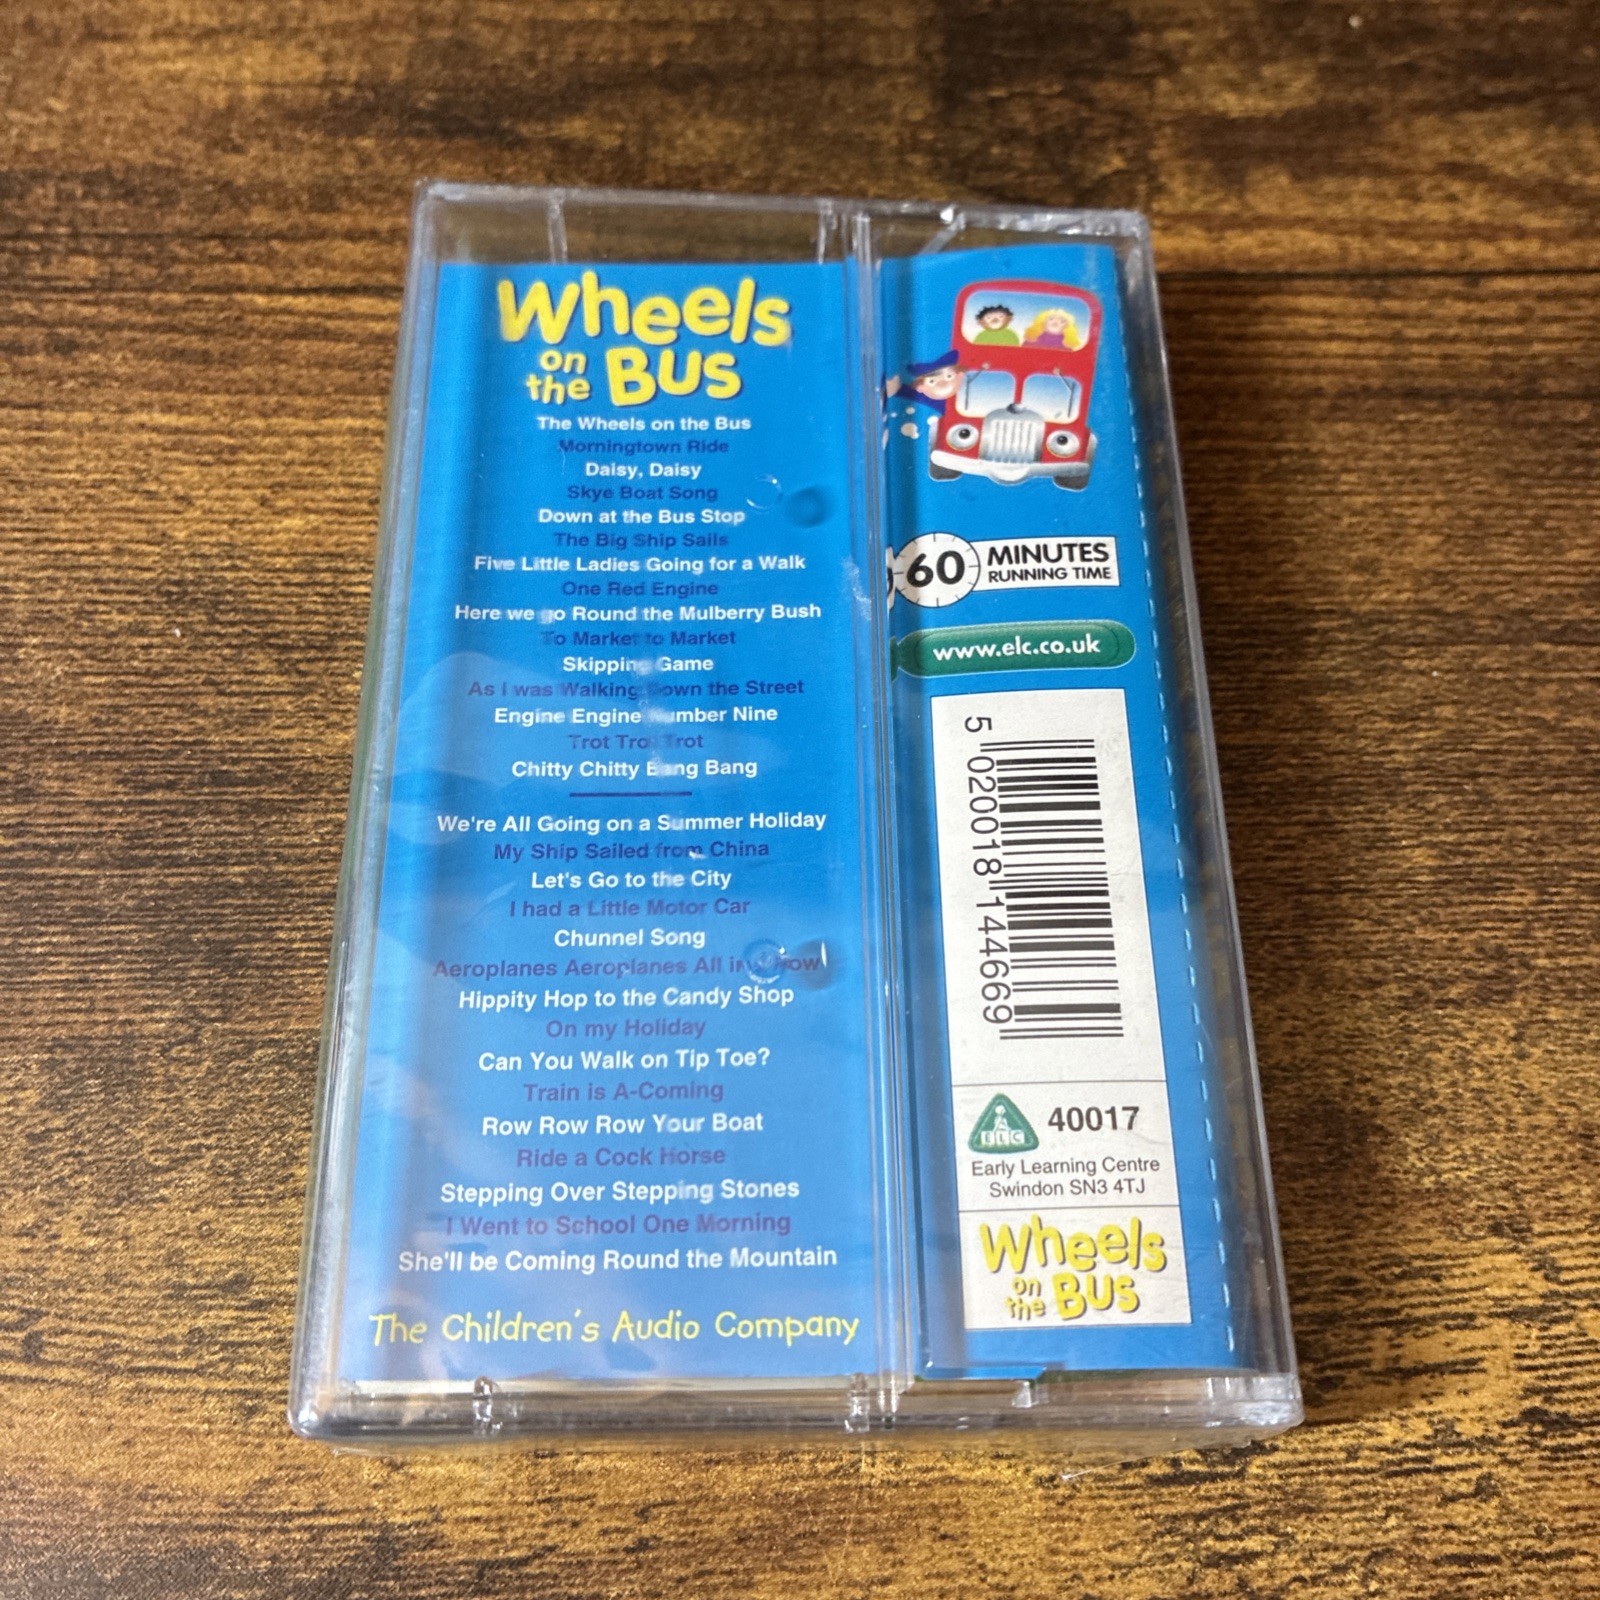 Wheels
on
the Bus
The Wheels on the Bus
Morningtown Ride
Daisy, Daisy
Skye Boat Song
Down at the Bus Stop
The Big Ship Sails
Five Little Ladies Going for a Walk
One Red Engine
Here we go Round the Mulberry Bush
To Market to Market
Skipping Game
As I was Walking Down the Street
Engine Engine Number Nine
Trot Trot Trot
Chitty Chitty Bang Bang
We're All Going on a Summer Holiday
My Ship Sailed from China
Let's Go to the City
I had a Little Motor Car
Chunnel Song
Aeroplanes Aeroplanes All in a Row
Hippity Hop to the Candy Shop
On my Holiday
Can You Walk on Tip Toe?
Train is A-Coming
Row Row Row Your Boat
Ride a Cock Horse
Stepping Over Stepping Stones
I Went to School One Morning
She'll be Coming Round the Mountain
The Children's Audio Company
60 MINUTES
RUNNING TIME
www.elc.co.uk
5 020018 144669
ELC 40017
Early Learning Centre
Swindon SN3 4TJ
Wheels
on
the Bus